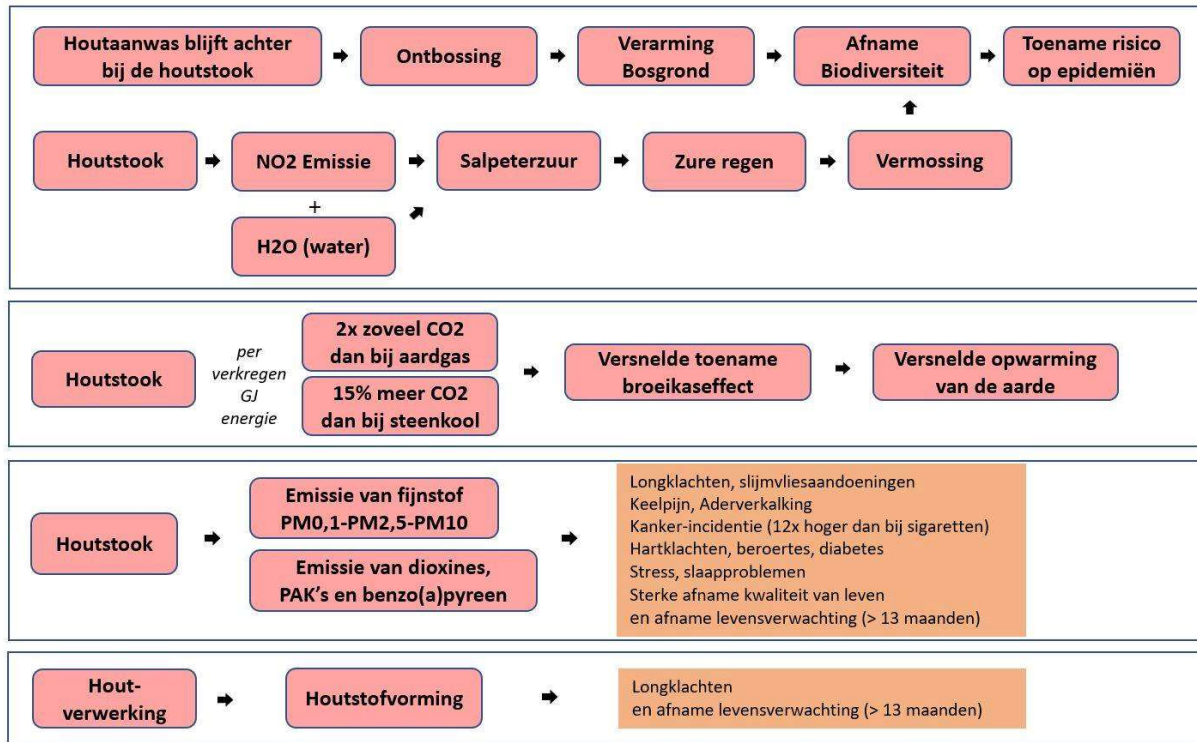 Houtaanwas blijft achter
bij de houtstook
Ontbossing
Verarming
Bosgrond
Afname
Biodiversiteit
Toename risico
op epidemiën
Houtstook
NO2 Emissie
+
H2O (water)
Salpeterzuur
Zure regen
Vermossing
Houtstook
per
verkregen
GJ
energie
2x zoveel CO2
dan bij aardgas
15% meer CO2
dan bij steenkool
Versnelde toename
broeikaseffect
Versnelde opwarming
van de aarde
Houtstook
Emissie van fijnstof
PM0,1-PM2,5-PM10
Emissie van dioxines,
PAK's en benzo(a)pyreen
Longklachten, slijmvliesaandoeningen
Keelpijn, Aderverkalking
Kanker-incidentie (12x hoger dan bij sigaretten)
Hartklachten, beroertes, diabetes
Stress, slaapproblemen
Sterke afname kwaliteit van leven
en afname levensverwachting (> 13 maanden)
Hout-
verwerking
Houtstofvorming
Longklachten
en afname levensverwachting (> 13 maanden)